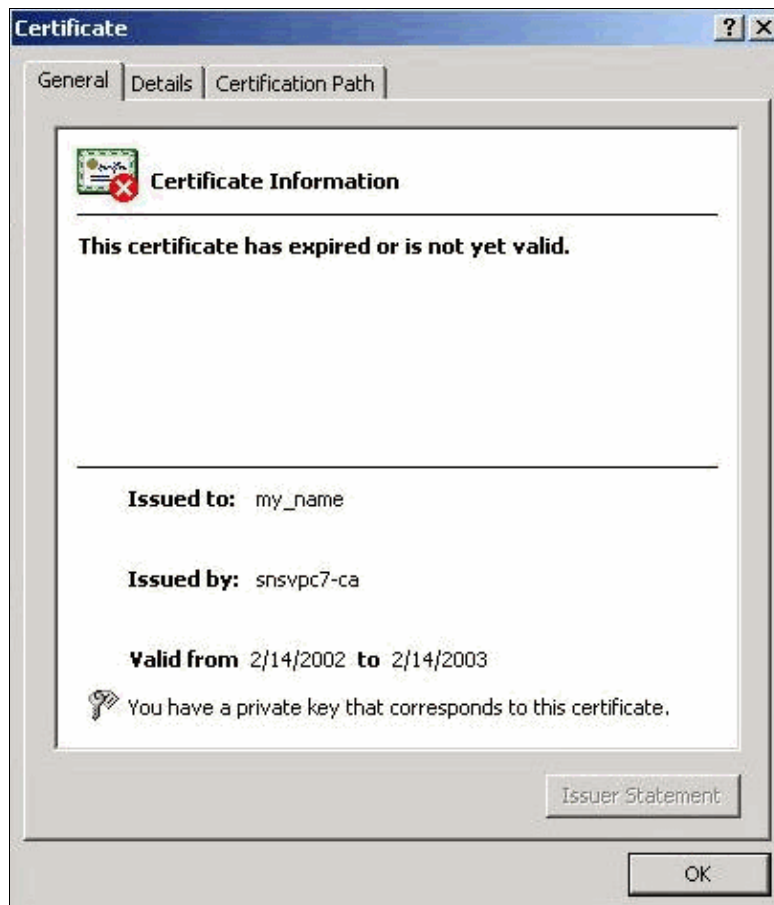 Certificate
General Details Certification Path
Certificate Information
This certificate has expired or is not yet valid.
Issued to: my_name
Issued by: snsvpc7-ca
Valid from 2/14/2002 to 2/14/2003
You have a private key that corresponds to this certificate.
Issuer Statement
OK